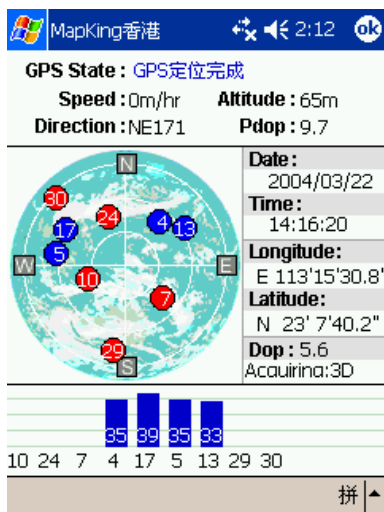 MapKing香港 2:12 ok
GPS State : GPS定位完成
Speed : 0m/hr Altitude : 65m
Direction : NE171 Pdop : 9.7
N
30
24
17
4
13
5
W
E
10
7
29
S
Date :
2004/03/22
Time :
14:16:20
Longitude:
E 113'15'30.8'
Latitude:
N 23' 7'40.2"
Dop : 5.6
Acquiring:3D
35 39 35 33
10 24 7 4 17 5 13 29 30
拼